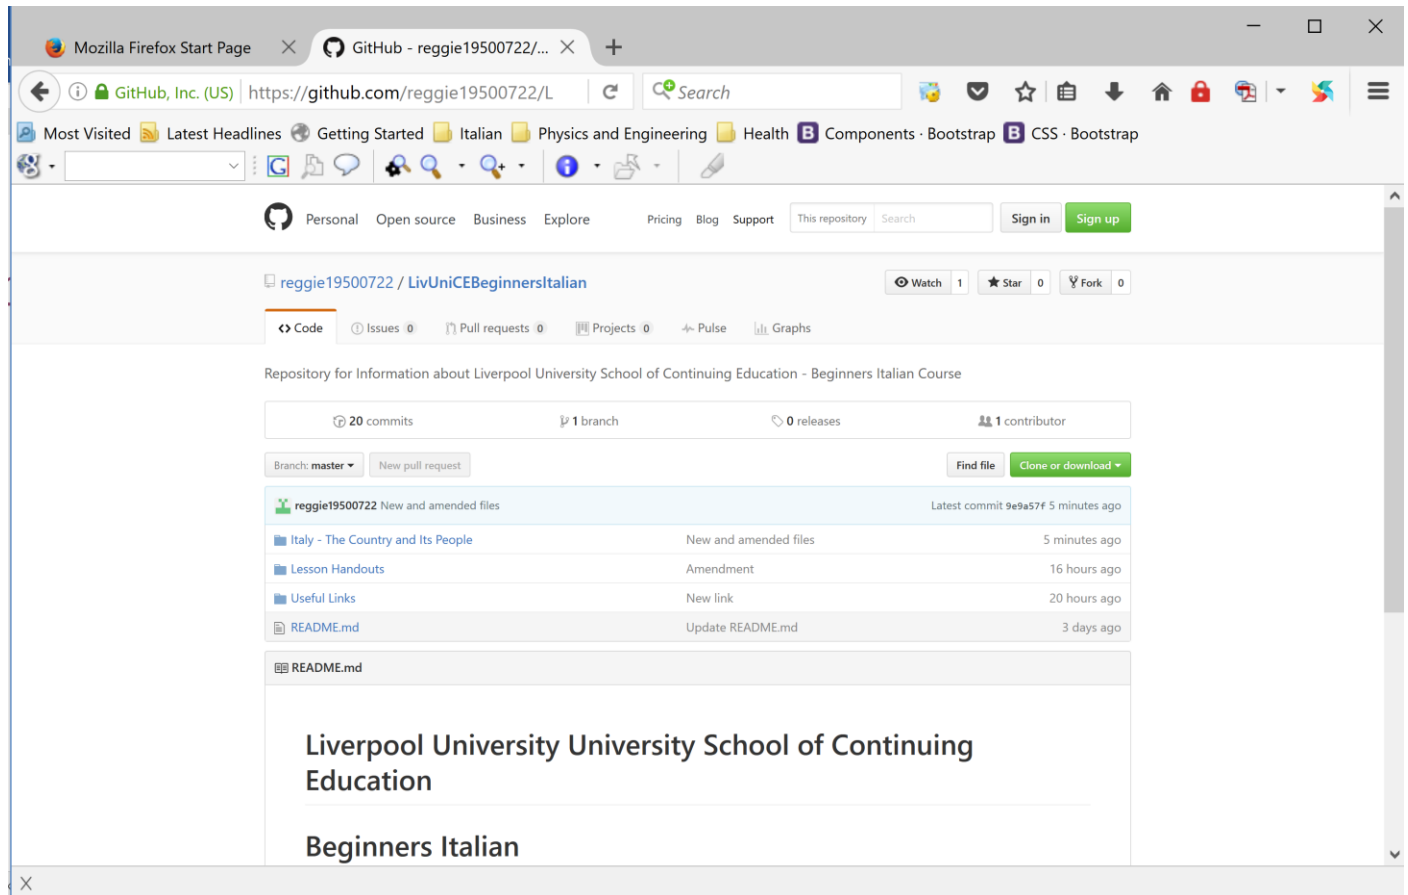 Mozilla Firefox Start Page GitHub - reggie19500722/...
GitHub, Inc. (US) https://github.com/reggie19500722/L Search
Most Visited Latest Headlines Getting Started Italian Physics and Engineering Health B Components · Bootstrap B CSS · Bootstrap
Personal Open source Business Explore Pricing Blog Support This repository Search Sign in Sign up
reggie19500722 / LivUniCEBeginnersItalian Watch 1 Star 0 Fork 0
Code Issues 0 Pull requests 0 Projects 0 Pulse Graphs
Repository for Information about Liverpool University School of Continuing Education - Beginners Italian Course
20 commits 1 branch 0 releases 1 contributor
Branch: master New pull request Find file Clone or download
reggie19500722 New and amended files Latest commit 9e9a57f 5 minutes ago
Italy - The Country and Its People New and amended files 5 minutes ago
Lesson Handouts Amendment 16 hours ago
Useful Links New link 20 hours ago
README.md Update README.md 3 days ago
README.md
Liverpool University University School of Continuing
Education
Beginners Italian